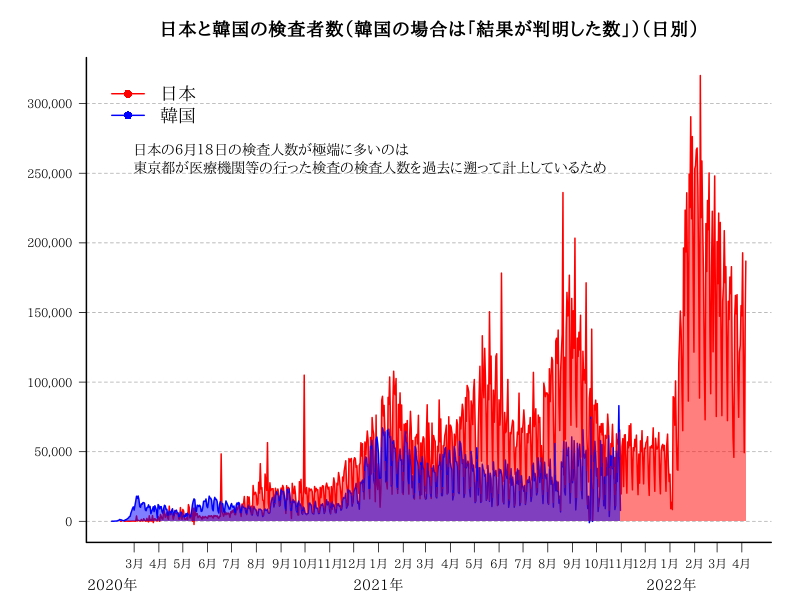 日本と韓国の検査者数(韓国の場合は「結果が判明した数」)(日別)
日本
韓国
日本の6月18日の検査人数が極端に多いのは
東京都が医療機関等の行った検査の検査人数を過去に遡って計上しているため
300,000
250,000
200,000
150,000
100,000
50,000
0
3月 4月 5月 6月 7月 8月 9月 10月 11月 12月 1月 2月 3月 4月 5月 6月 7月 8月 9月 10月 11月 12月 1月 2月 3月 4月
2020年 2021年 2022年